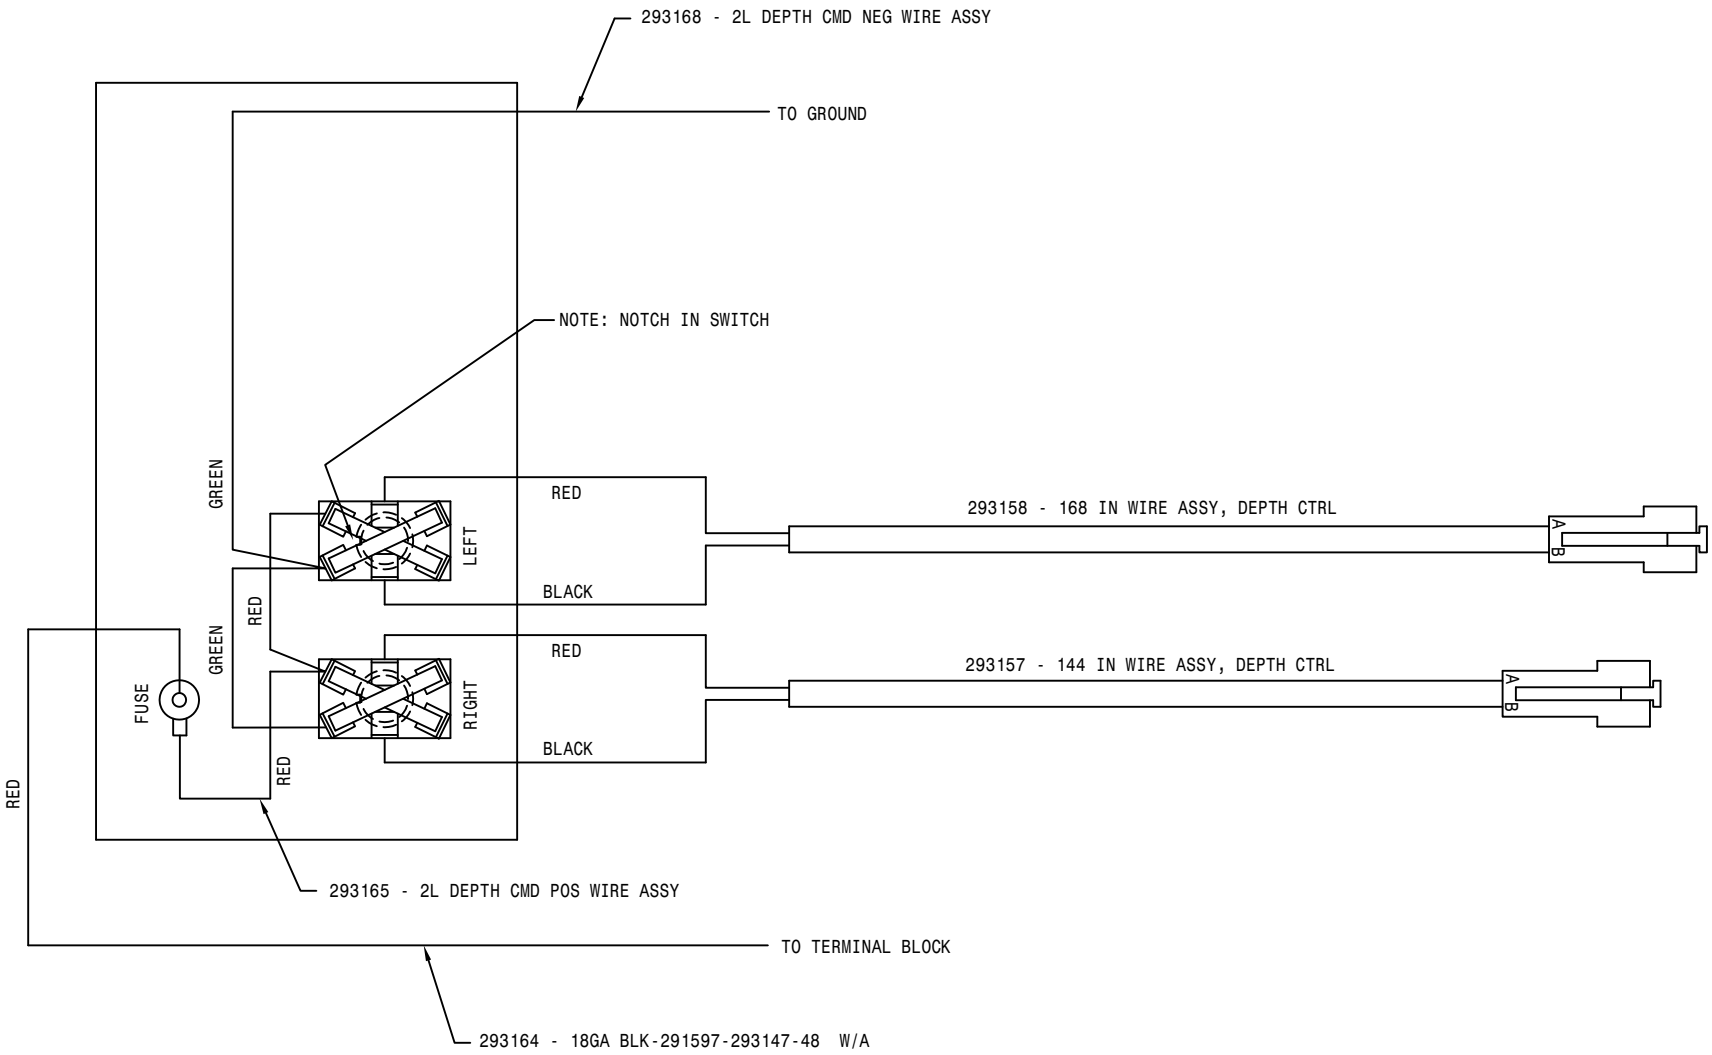 293168 - 2L DEPTH CMD NEG WIRE ASSY
TO GROUND
NOTE: NOTCH IN SWITCH
GREEN
RED
LEFT
293158 - 168 IN WIRE ASSY, DEPTH CTRL
A
B
BLACK
RED
GREEN
RED
293157 - 144 IN WIRE ASSY, DEPTH CTRL
A
B
FUSE
RIGHT
BLACK
RED
RED
293165 - 2L DEPTH CMD POS WIRE ASSY
TO TERMINAL BLOCK
293164 - 18GA BLK-291597-293147-48 W/A